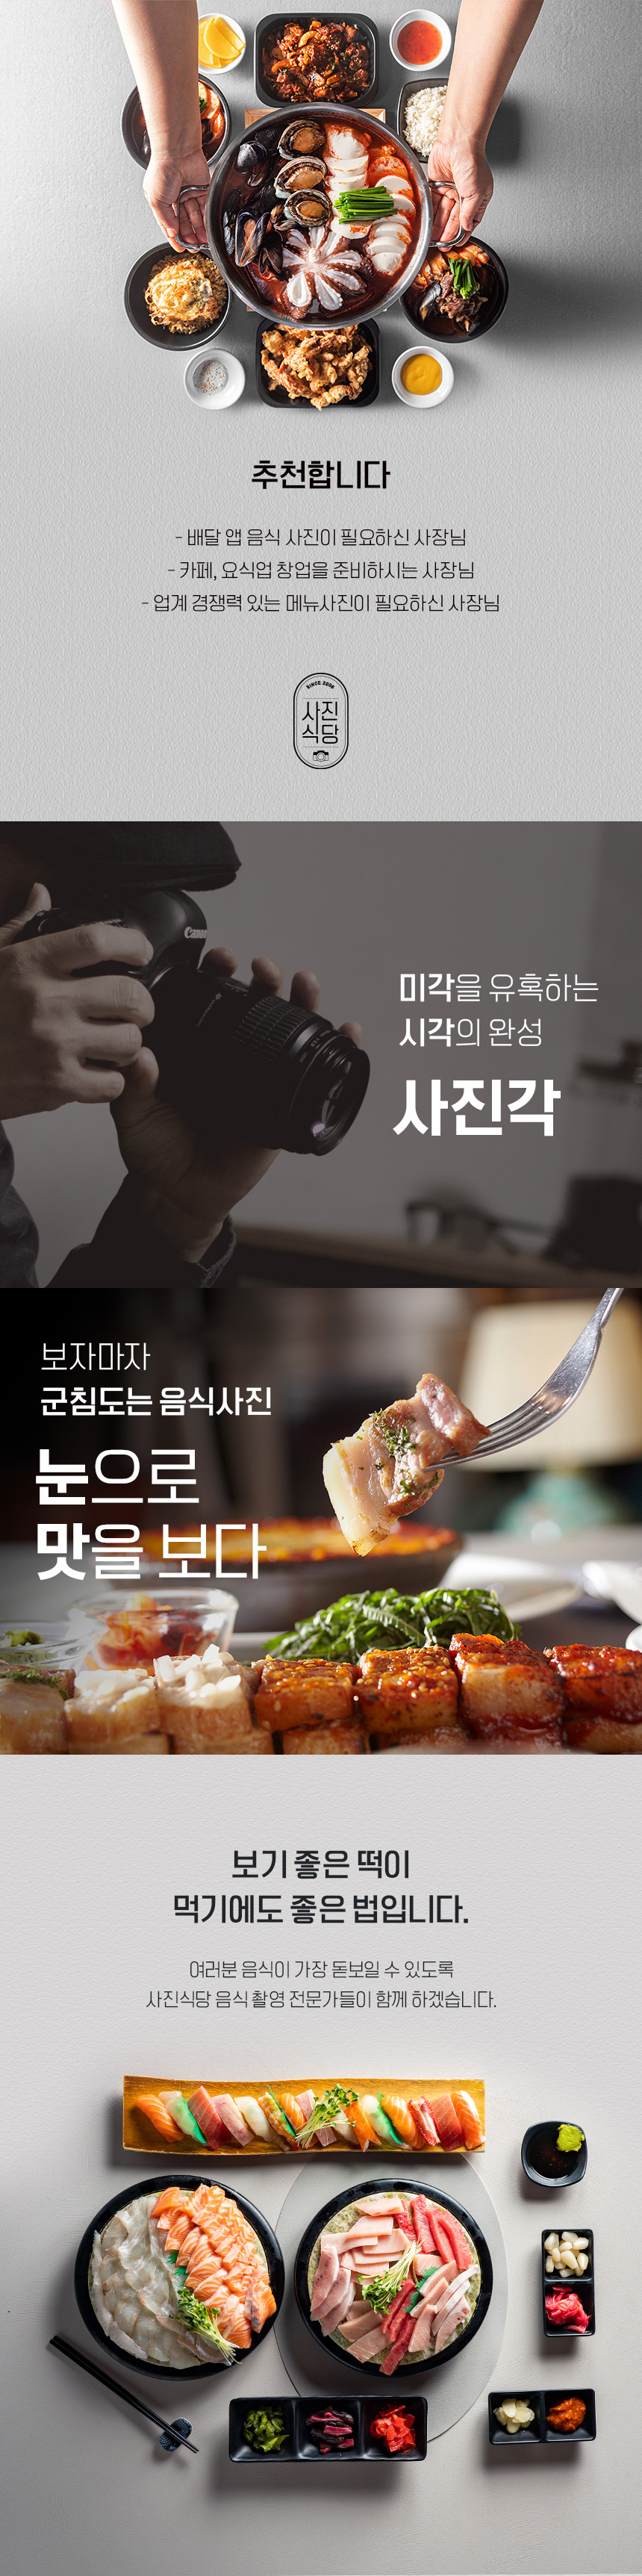 추천합니다
- 배달 앱 음식 사진이 필요하신 사장님
- 카페, 요식업 창업을 준비하시는 사장님
- 업계 경쟁력 있는 메뉴사진이 필요하신 사장님
SINCE 2006
사진
식당
Canon
미각을 유혹하는
시각의 완성
사진각
보자마자
군침도는 음식사진
눈으로
맛을 보다
보기 좋은 떡이
먹기에도 좋은 법입니다.
여러분 음식이 가장 돋보일 수 있도록
사진식당 음식 촬영 전문가들이 함께 하겠습니다.